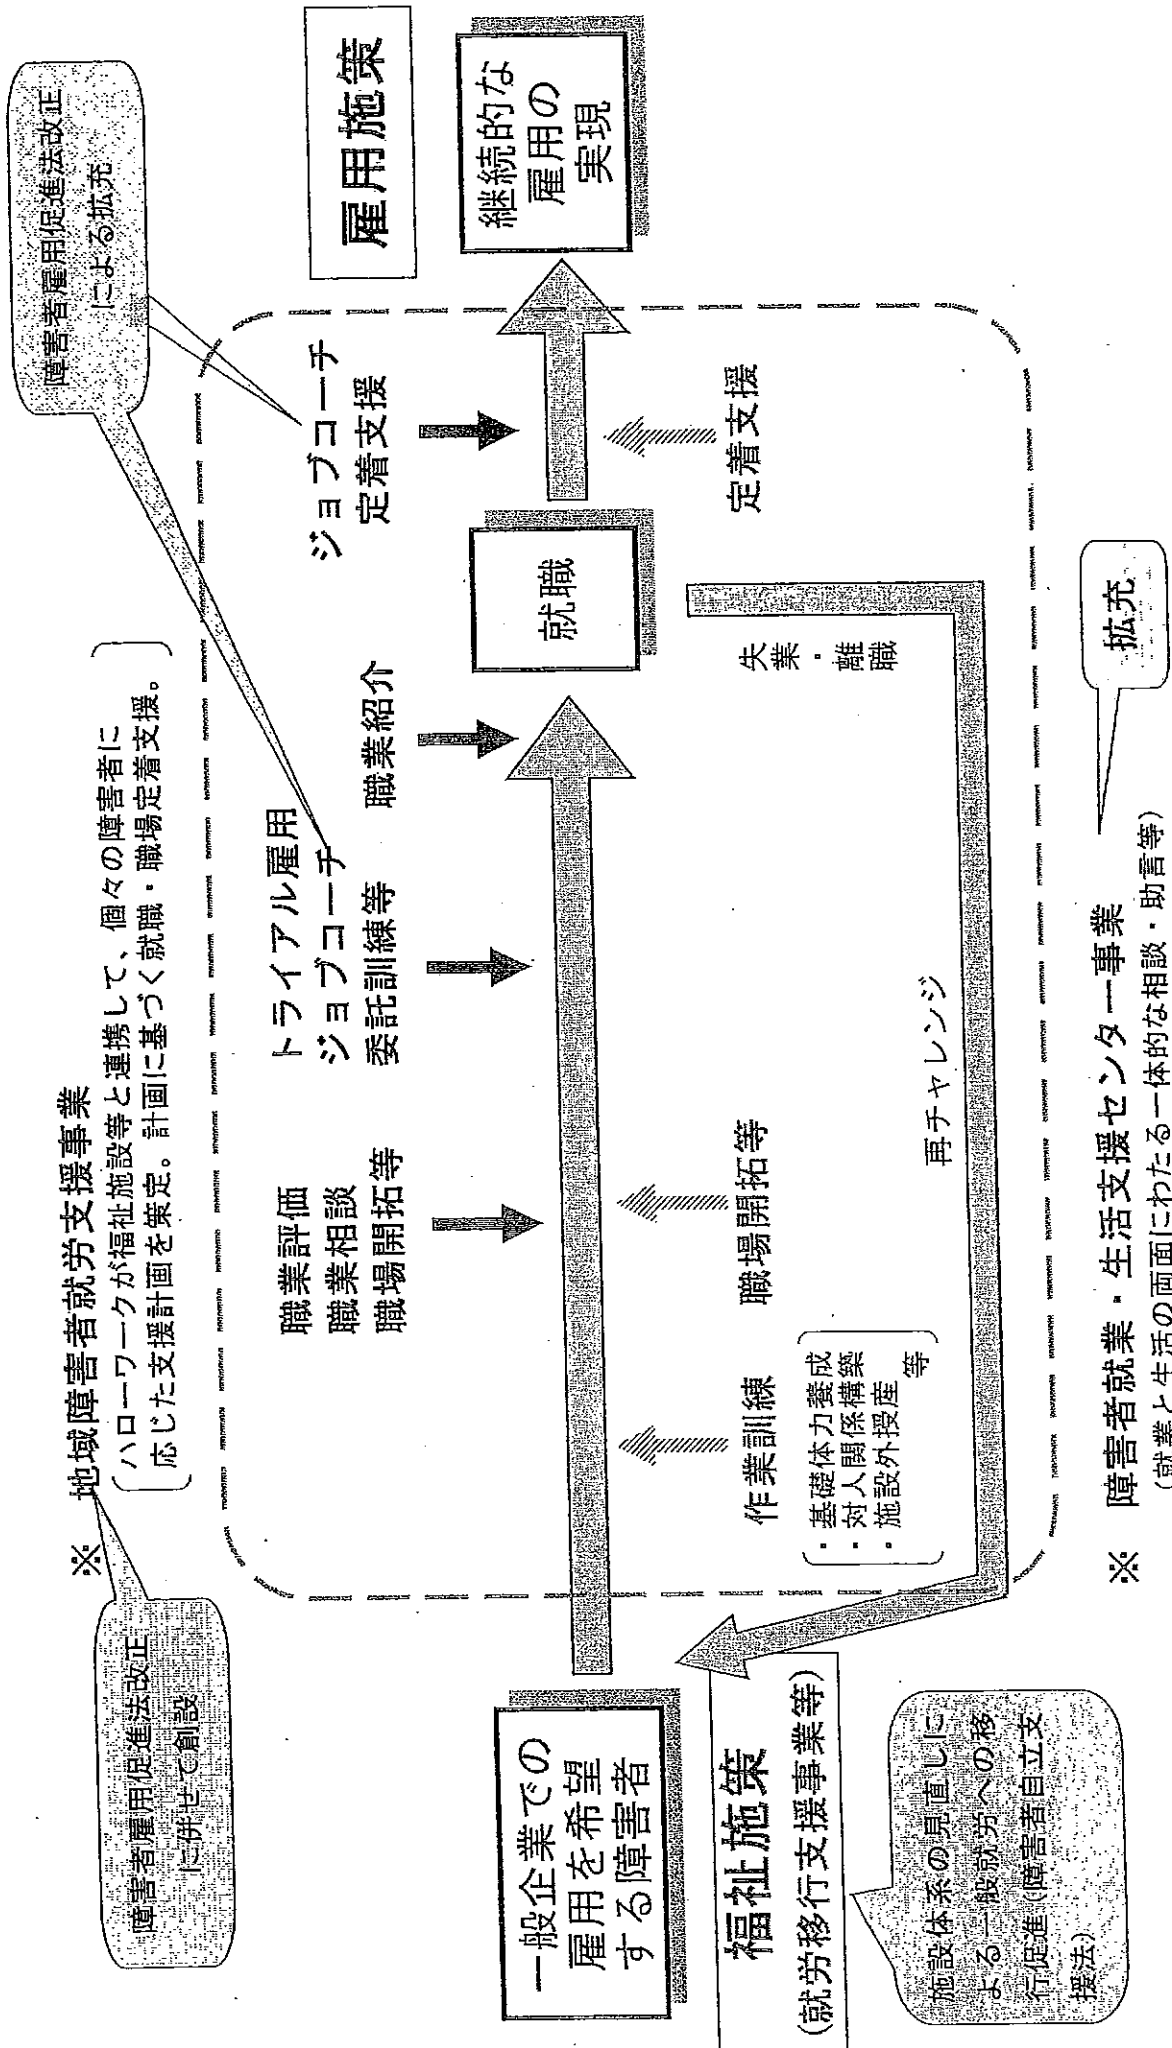 ※ 地域障害者就労支援事業
ハローワークが福祉施設等と連携して、個々の障害者に
応じた支援計画を策定。計画に基づく就職・職場定着支援。
障害者雇用促進法改正
に併せて創設
障害者雇用促進法改正
による拡充
雇用施策
職業評価
職業相談
職場開拓等
トライアル雇用
ジョブコーチ
委託訓練等
職業紹介
ジョブコーチ
定着支援
一般企業での
雇用を希望
する障害者
就職
継続的な
雇用の
実現
福祉施策
(就労移行支援事業等)
作業訓練
・基礎体力養成
・対人関係構築
・施設外授産
等
職場開拓等
失業・離職
定着支援
再チャレンジ
施設体系の見直しに
よる一般就労への移
行促進(障害者自立支
援法)
※ 障害者就業・生活支援センター事業
(就業と生活の両面にわたる一体的な相談・助言等)
拡充